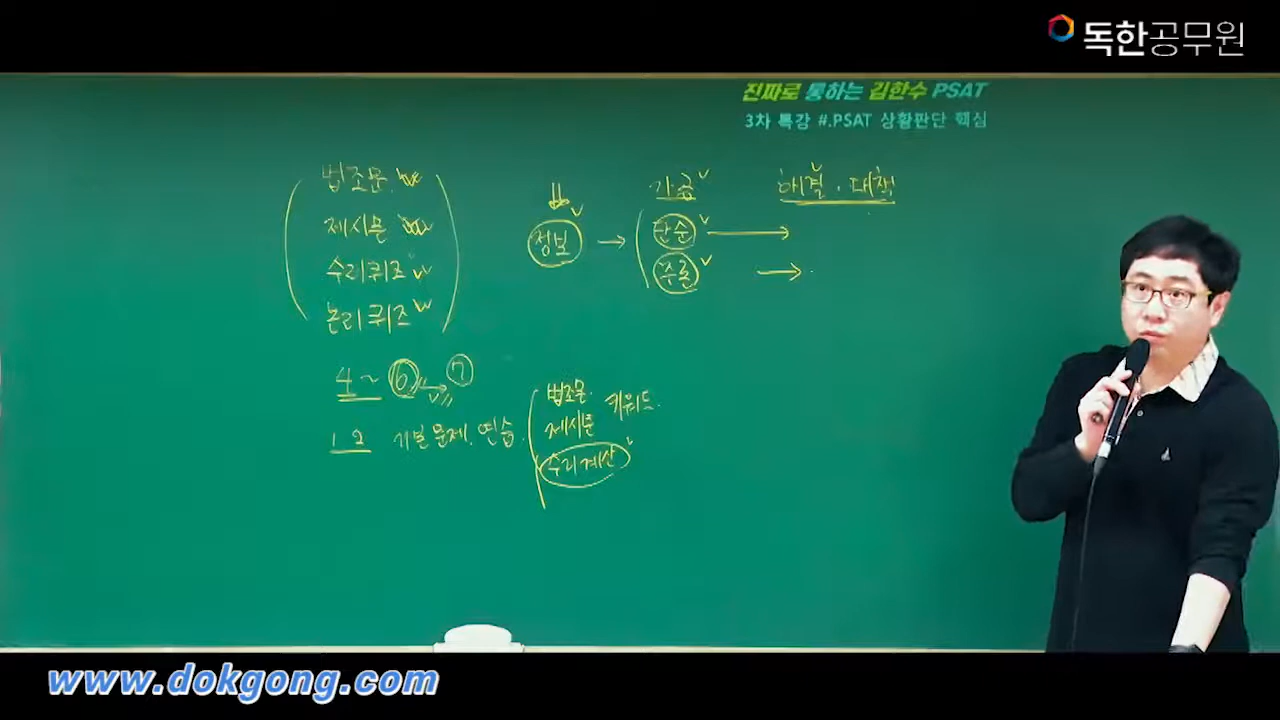 독한공무원
진짜로 통하는 김한수 PSAT
3차 특강 #.PSAT 상황판단 핵심
법조문
제시문
수리퀴즈
논리퀴즈
정보 →
가공
단순 →
추론 →
해결 · 대책
4 ~ 6 → 7
1 2 기본문제. 연습.
법조문. 키워드.
제시문
수리계산
www.dokgong.com